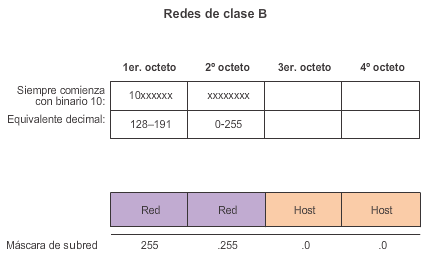 Redes de clase B
1er. octeto 2º octeto 3er. octeto 4º octeto
Siempre comienza
con binario 10:
10xxxxxx xxxxxxxx
Equivalente decimal:
128–191 0-255
Red Red Host Host
Máscara de subred 255 .255 .0 .0